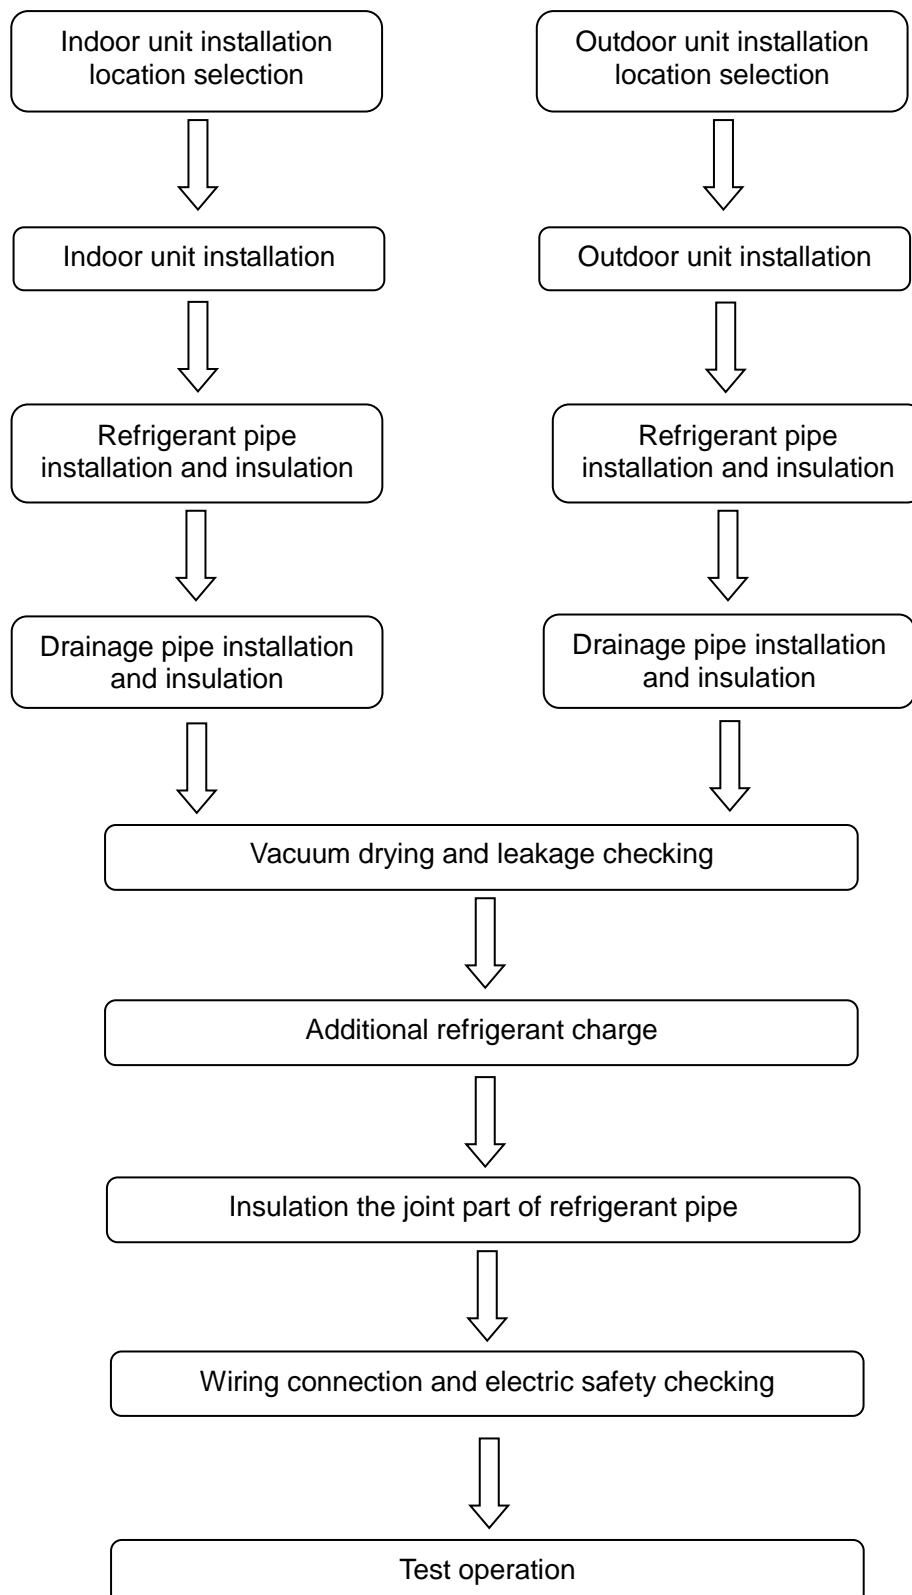 Indoor unit installation
location selection
Outdoor unit installation
location selection
Indoor unit installation
Outdoor unit installation
Refrigerant pipe
installation and insulation
Refrigerant pipe
installation and insulation
Drainage pipe installation
and insulation
Drainage pipe installation
and insulation
Vacuum drying and leakage checking
Additional refrigerant charge
Insulation the joint part of refrigerant pipe
Wiring connection and electric safety checking
Test operation